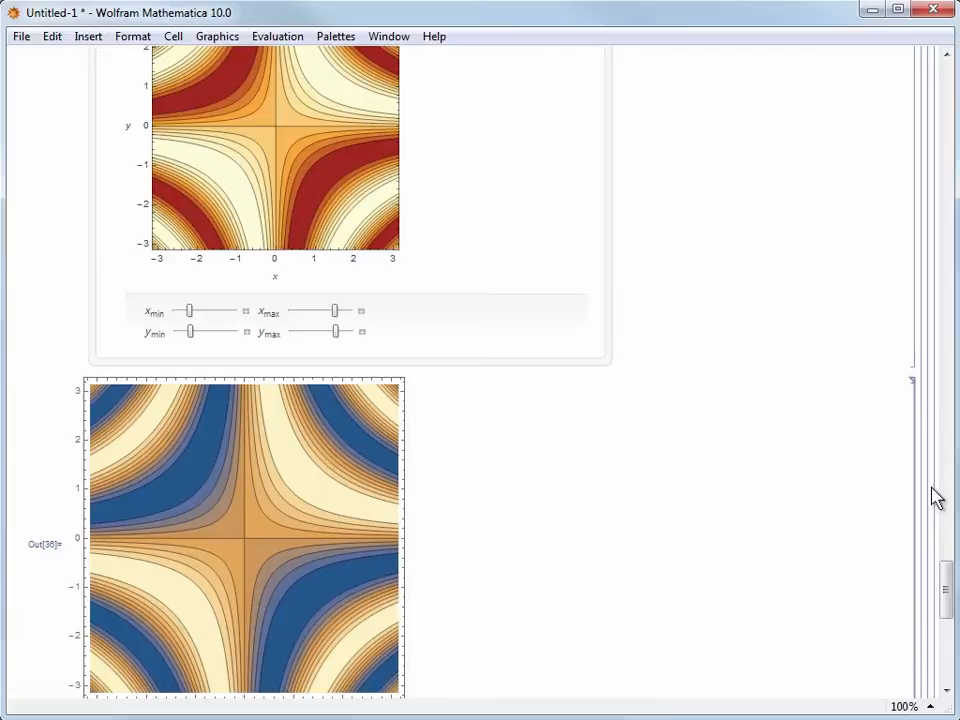 Untitled-1 * - Wolfram Mathematica 10.0
File Edit Insert Format Cell Graphics Evaluation Palettes Window Help
2
1
y 0
−1
−2
−3
−3 −2 −1 0 1 2 3
x
xmin xmax
ymin ymax
3
2
1
Out[36]= 0
−1
−2
−3
100%